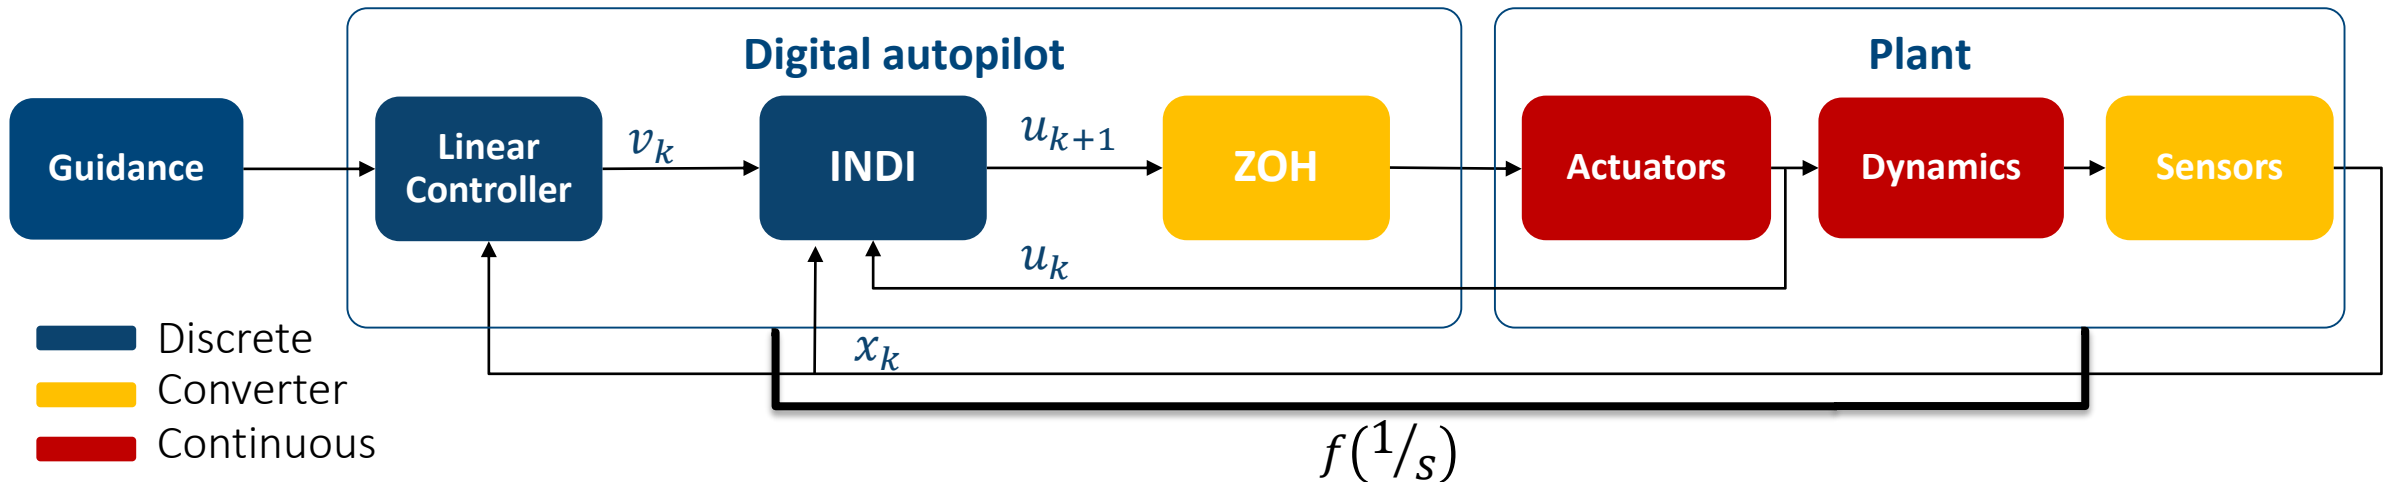 Digital autopilot
Plant
Guidance
Linear
Controller
v_k
INDI
u_{k+1}
ZOH
Actuators
Dynamics
Sensors
u_k
x_k
Discrete
Converter
Continuous
f(1/s)